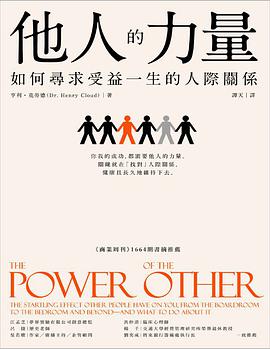 他人的力量
如何尋求受益一生的人際關係
亨利・克勞德(Dr. Henry Cloud)｜著
譚天｜譯
你我的成功，都需要他人的力量。
關鍵就在「找對」人際關係，
懂得且長久地維持下去。
《商業周刊》1664期書摘推薦
THE POWER OF THE OTHER
THE STARTLING EFFECT OTHER PEOPLE HAVE ON YOU, FROM THE BOARDROOM
TO THE BEDROOM AND BEYOND—AND WHAT TO DO ABOUT IT
一致推薦